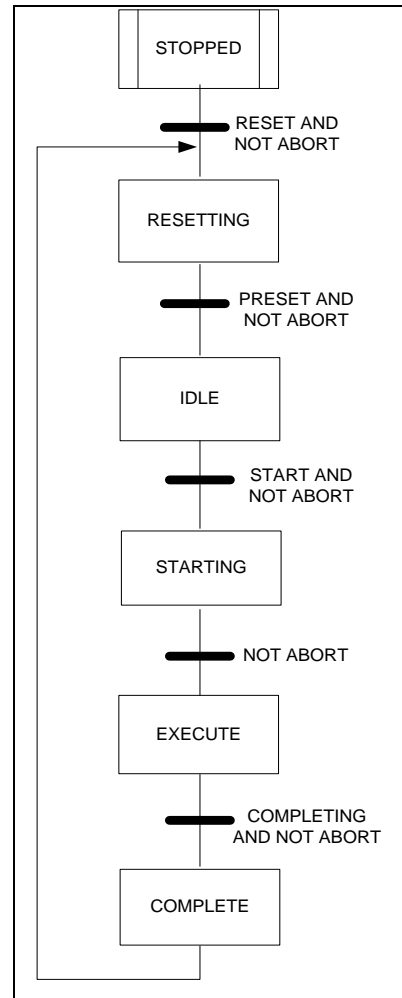 STOPPED
RESET AND
NOT ABORT
RESETTING
PRESET AND
NOT ABORT
IDLE
START AND
NOT ABORT
STARTING
NOT ABORT
EXECUTE
COMPLETING
AND NOT ABORT
COMPLETE